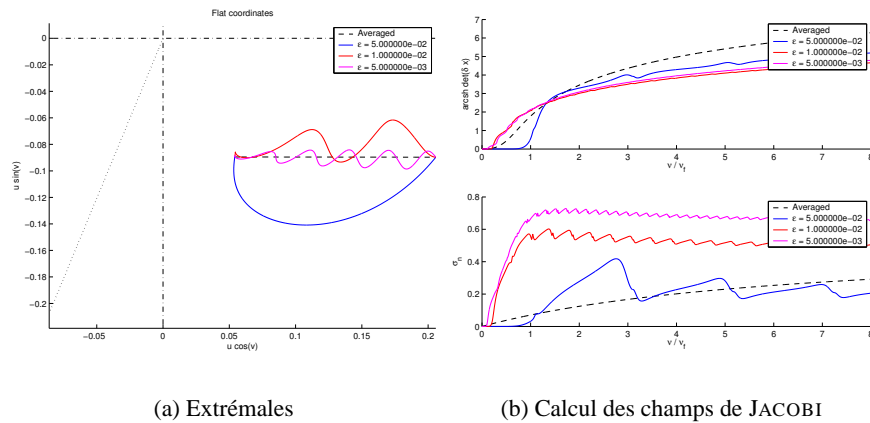 Flat coordinates
Averaged
ε = 5.000000e-02
ε = 1.000000e-02
ε = 5.000000e-03
u sin(v)
0
-0.02
-0.04
-0.06
-0.08
-0.1
-0.12
-0.14
-0.16
-0.18
-0.2
-0.05 0 0.05 0.1 0.15 0.2
u cos(v)
Averaged
ε = 5.000000e-02
ε = 1.000000e-02
ε = 5.000000e-03
arcsh det(δ x)
7
6
5
4
3
2
1
0
0 1 2 3 4 5 6 7 8
v / v_f
Averaged
ε = 5.000000e-02
ε = 1.000000e-02
ε = 5.000000e-03
σ_n
0.8
0.6
0.4
0.2
0
0 1 2 3 4 5 6 7 8
v / v_f
(a) Extrémales
(b) Calcul des champs de JACOBI